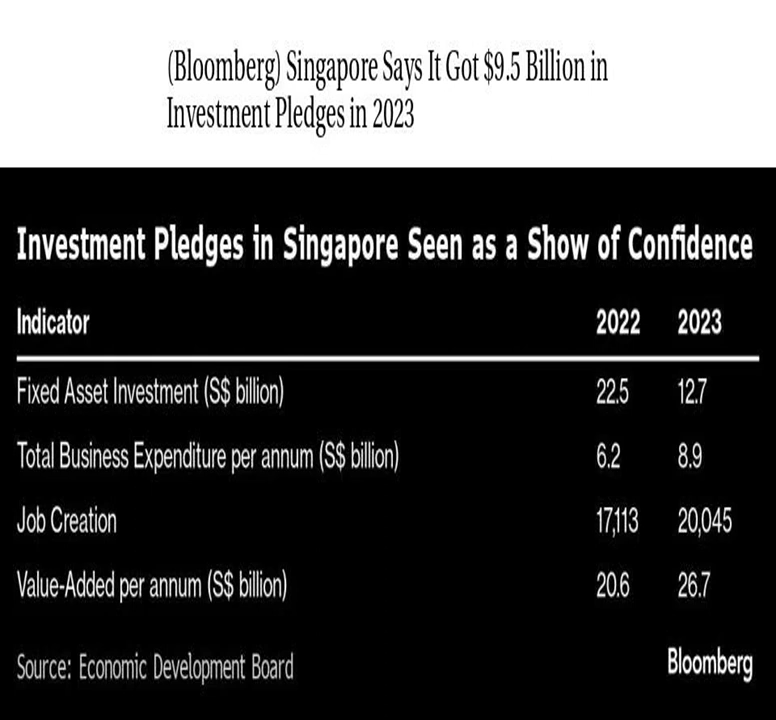 (Bloomberg) Singapore Says It Got $9.5 Billion in
Investment Pledges in 2023
Investment Pledges in Singapore Seen as a Show of Confidence
Indicator 2022 2023
Fixed Asset Investment (S$ billion) 22.5 12.7
Total Business Expenditure per annum (S$ billion) 6.2 8.9
Job Creation 17,113 20,045
Value-Added per annum (S$ billion) 20.6 26.7
Source: Economic Development Board Bloomberg